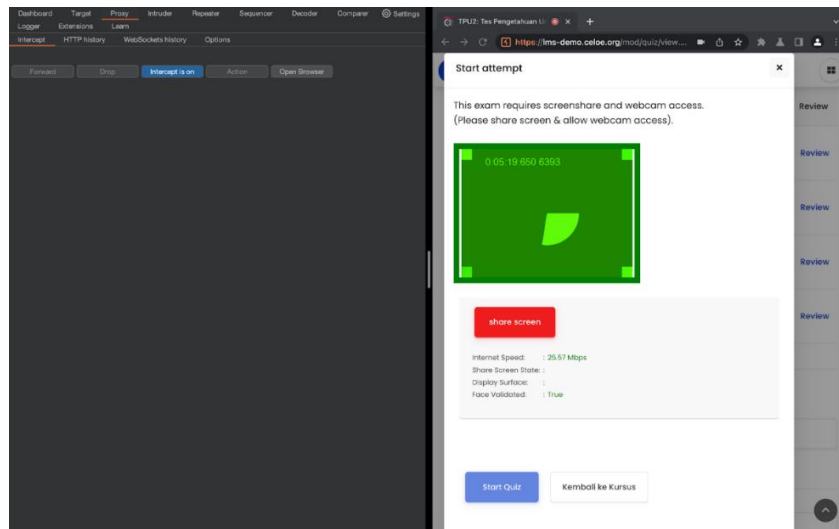 Dashboard Target Proxy Intruder Repeater Sequencer Decoder Comparer Settings
Logger Extensions Learn
Intercept HTTP history WebSockets history Options
Forward Drop Intercept is on Action Open Browser
TPU2: Tes Pengetahuan U
https://lms-demo.celoe.org/mod/quiz/view....
Start attempt
This exam requires screenshare and webcam access.
(Please share screen & allow webcam access).
0:05:19 650 6393
share screen
Internet Speed: : 25.57 Mbps
Share Screen State: :
Display Surface: :
Face Validated: : True
Start Quiz Kembali ke Kursus
Review
Review
Review
Review
Review